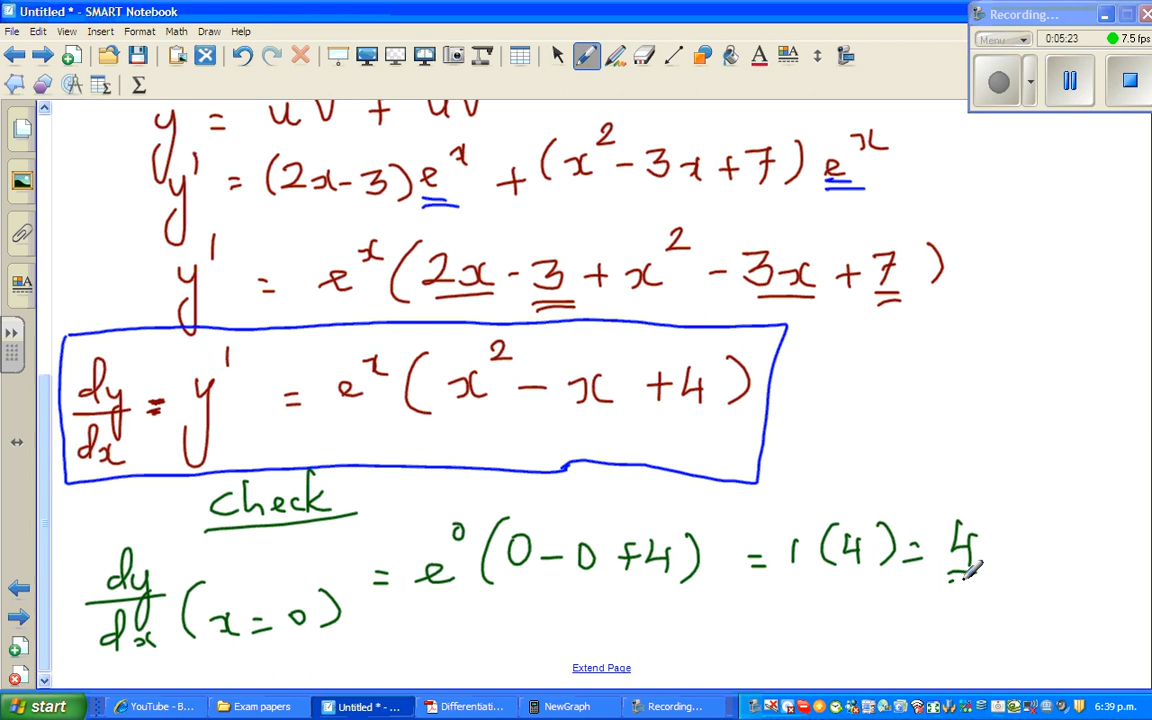 Untitled * - SMART Notebook
Recording...
File Edit View Insert Format Math Draw Help
Menu 0:05:23 7.5 fps
y = uv + uv
y' = (2x-3)e^x + (x^2 - 3x + 7) e^x
y' = e^x (2x - 3 + x^2 - 3x + 7)
dy/dx = y' = e^x (x^2 - x + 4)
check
dy/dx (x = 0) = e^0 (0 - 0 + 4) = 1 (4) = 4
Extend Page
start YouTube - B... Exam papers Untitled * - ... Differentiati... NewGraph Recording... 6:39 p.m.